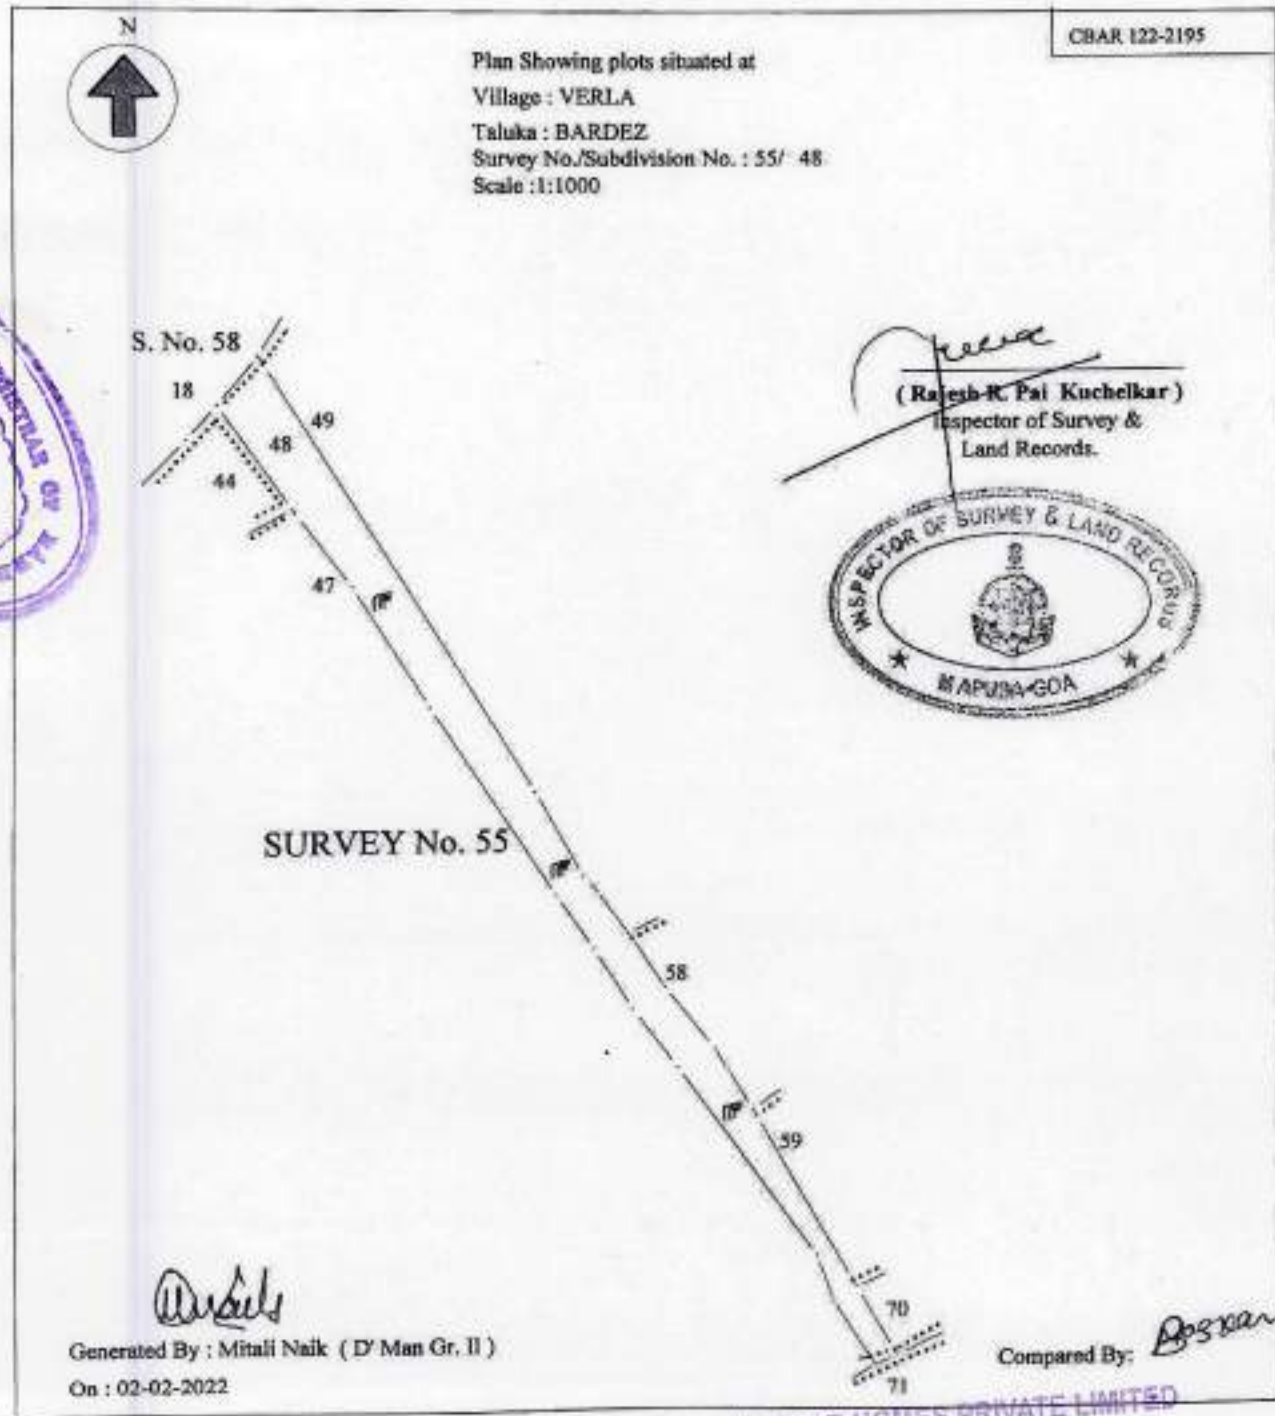 N
CBAR 122-2195
Plan Showing plots situated at
Village : VERLA
Taluka : BARDEZ
Survey No./Subdivision No. : 55/ 48
Scale :1:1000
S. No. 58
18
49
48
44
47
( Rajesh R. Pai Kuchelkar )
Inspector of Survey &
Land Records.
INSPECTOR OF SURVEY & LAND RECORDS
MAPUSA-GOA
SURVEY No. 55
58
59
70
71
Generated By : Mitali Naik ( D' Man Gr. II )
On : 02-02-2022
Compared By:
HOMES PRIVATE LIMITED